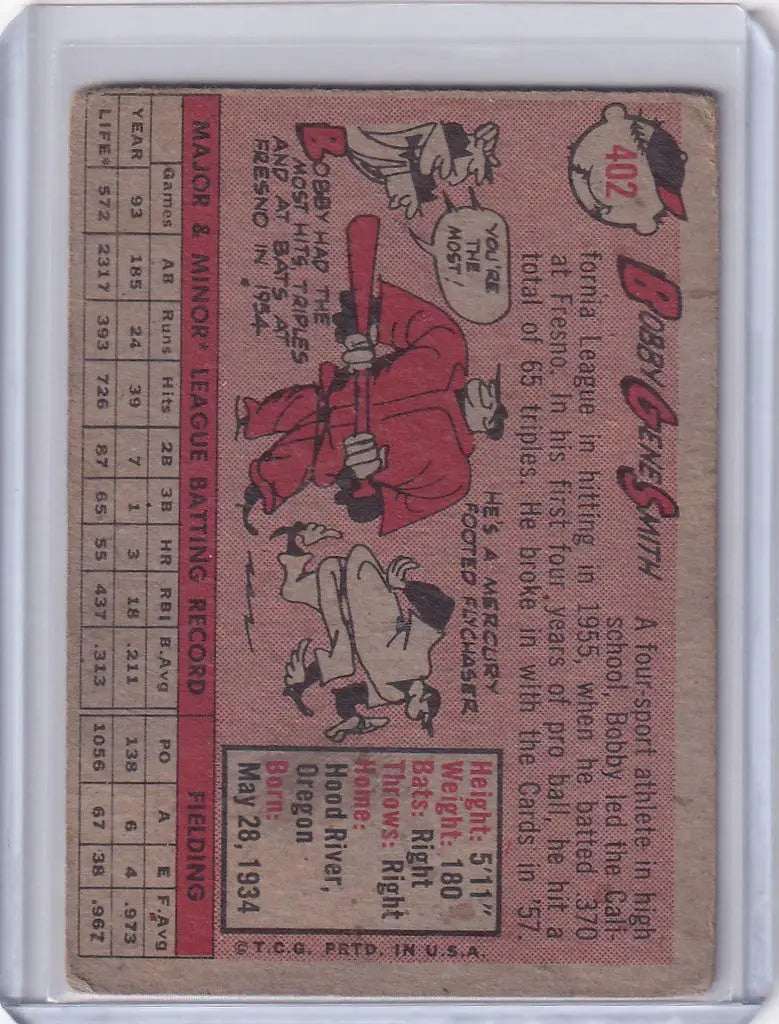 402
BOBBY GENE SMITH
A four-sport athlete in high
school, Bobby led the Cali-
fornia League in hitting in 1955, when he batted .370
at Fresno. In his first four years of pro ball, he hit a
total of 65 triples. He broke in with the Cards in '57.
YOU'RE
THE
MOST!
BOBBY HAD THE
MOST HITS, TRIPLES
AND AT BATS AT
FRESNO IN 1954.
HE'S A MERCURY
FOOTED FLYCHASER
Height: 5'11"
Weight: 180
Bats: Right
Throws: Right
Home:
Hood River,
Oregon
Born:
May 28, 1934
© T.C.G. PRTD. IN U.S.A.
MAJOR & MINOR* LEAGUE BATTING RECORD FIELDING
Games AB Runs Hits 2B 3B HR RBI B.Avg PO A E F.Avg
YEAR 93 185 24 39 7 1 3 18 .211 138 6 4 .973
LIFE* 572 2317 393 726 87 65 55 437 .313 1056 67 38 .967